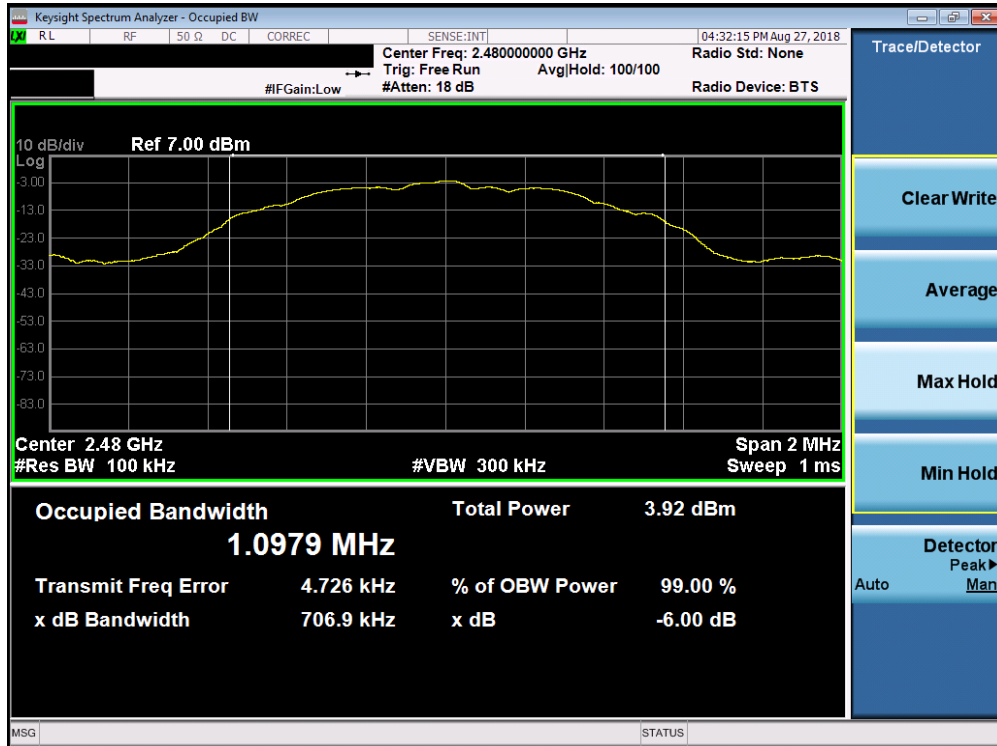 Keysight Spectrum Analyzer - Occupied BW
LXI RL RF 50 Ω DC CORREC SENSE:INT 04:32:15 PM Aug 27, 2018
Center Freq: 2.480000000 GHz Radio Std: None
Trig: Free Run Avg|Hold: 100/100
#IFGain:Low #Atten: 18 dB Radio Device: BTS
10 dB/div Ref 7.00 dBm
Log
-3.00
-13.0
-23.0
-33.0
-43.0
-53.0
-63.0
-73.0
-83.0
Center 2.48 GHz Span 2 MHz
#Res BW 100 kHz #VBW 300 kHz Sweep 1 ms
Occupied Bandwidth Total Power 3.92 dBm
1.0979 MHz
Transmit Freq Error 4.726 kHz % of OBW Power 99.00 %
x dB Bandwidth 706.9 kHz x dB -6.00 dB
MSG STATUS
Trace/Detector
Clear Write
Average
Max Hold
Min Hold
Detector
Peak▶
Auto Man